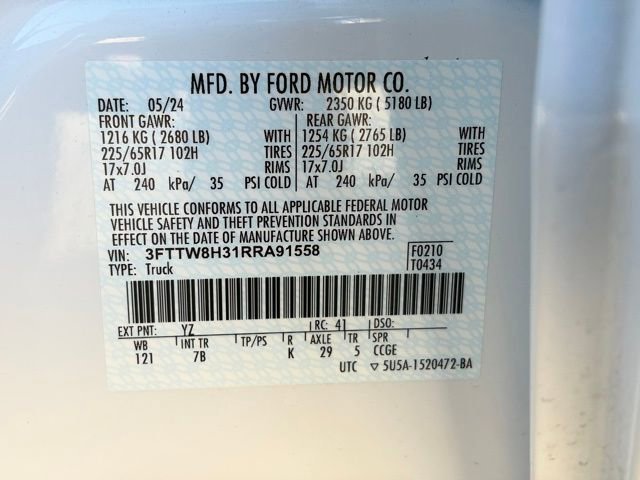 MFD. BY FORD MOTOR CO.
DATE: 05/24 GVWR: 2350 KG ( 5180 LB)
FRONT GAWR: REAR GAWR:
1216 KG ( 2680 LB) WITH 1254 KG ( 2765 LB) WITH
225/65R17 102H TIRES 225/65R17 102H TIRES
17x7.0J RIMS 17x7.0J RIMS
AT 240 kPa/ 35 PSI COLD AT 240 kPa/ 35 PSI COLD
THIS VEHICLE CONFORMS TO ALL APPLICABLE FEDERAL MOTOR
VEHICLE SAFETY AND THEFT PREVENTION STANDARDS IN
EFFECT ON THE DATE OF MANUFACTURE SHOWN ABOVE.
VIN: 3FTTW8H31RRA91558 F0210
TYPE: Truck T0434
EXT PNT: YZ RC: 41 DSO:
WB INT TR TP/PS R AXLE TR SPR
121 7B K 29 5 CCGE
UTC ▽ 5U5A-1520472-BA